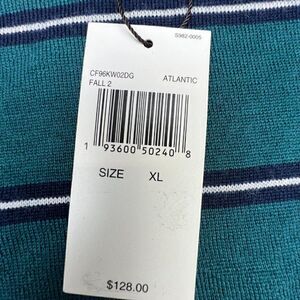 S982-0005
CF96KW02DG ATLANTIC
FALL 2
1 93600 50240 8
SIZE XL
$128.00